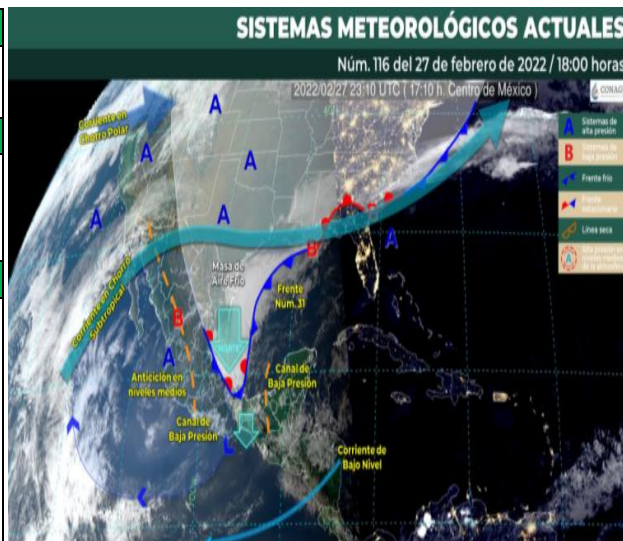 SISTEMAS METEOROLÓGICOS ACTUALES
Núm. 116 del 27 de febrero de 2022 / 18:00 horas
2022/02/27 23:10 UTC ( 17:10 h. Centro de México )
CONAGUA
Corriente en
Chorro Polar
A
A
A
A
A
A
Sistemas de
alta presión
B
Sistemas de
baja presión
Frente frío
Frente
estacionario
Línea seca
A
Masa de
Aire Frío
B
A
Frente
Núm. 31
Corriente en Chorro
Subtropical
B
A
Anticiclón en
niveles medios
Canal de
Baja Presión
Canal de
Baja Presión
Corriente de
Bajo Nivel